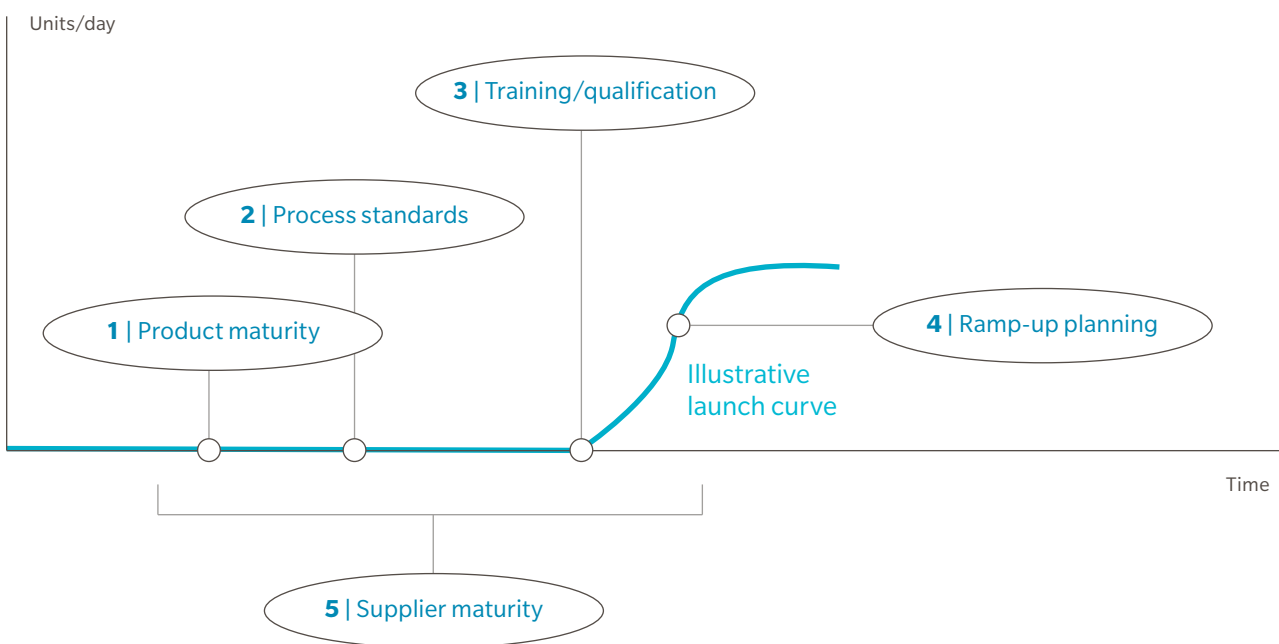 Units/day
3 | Training/qualification
2 | Process standards
1 | Product maturity
4 | Ramp-up planning
Illustrative
launch curve
Time
5 | Supplier maturity